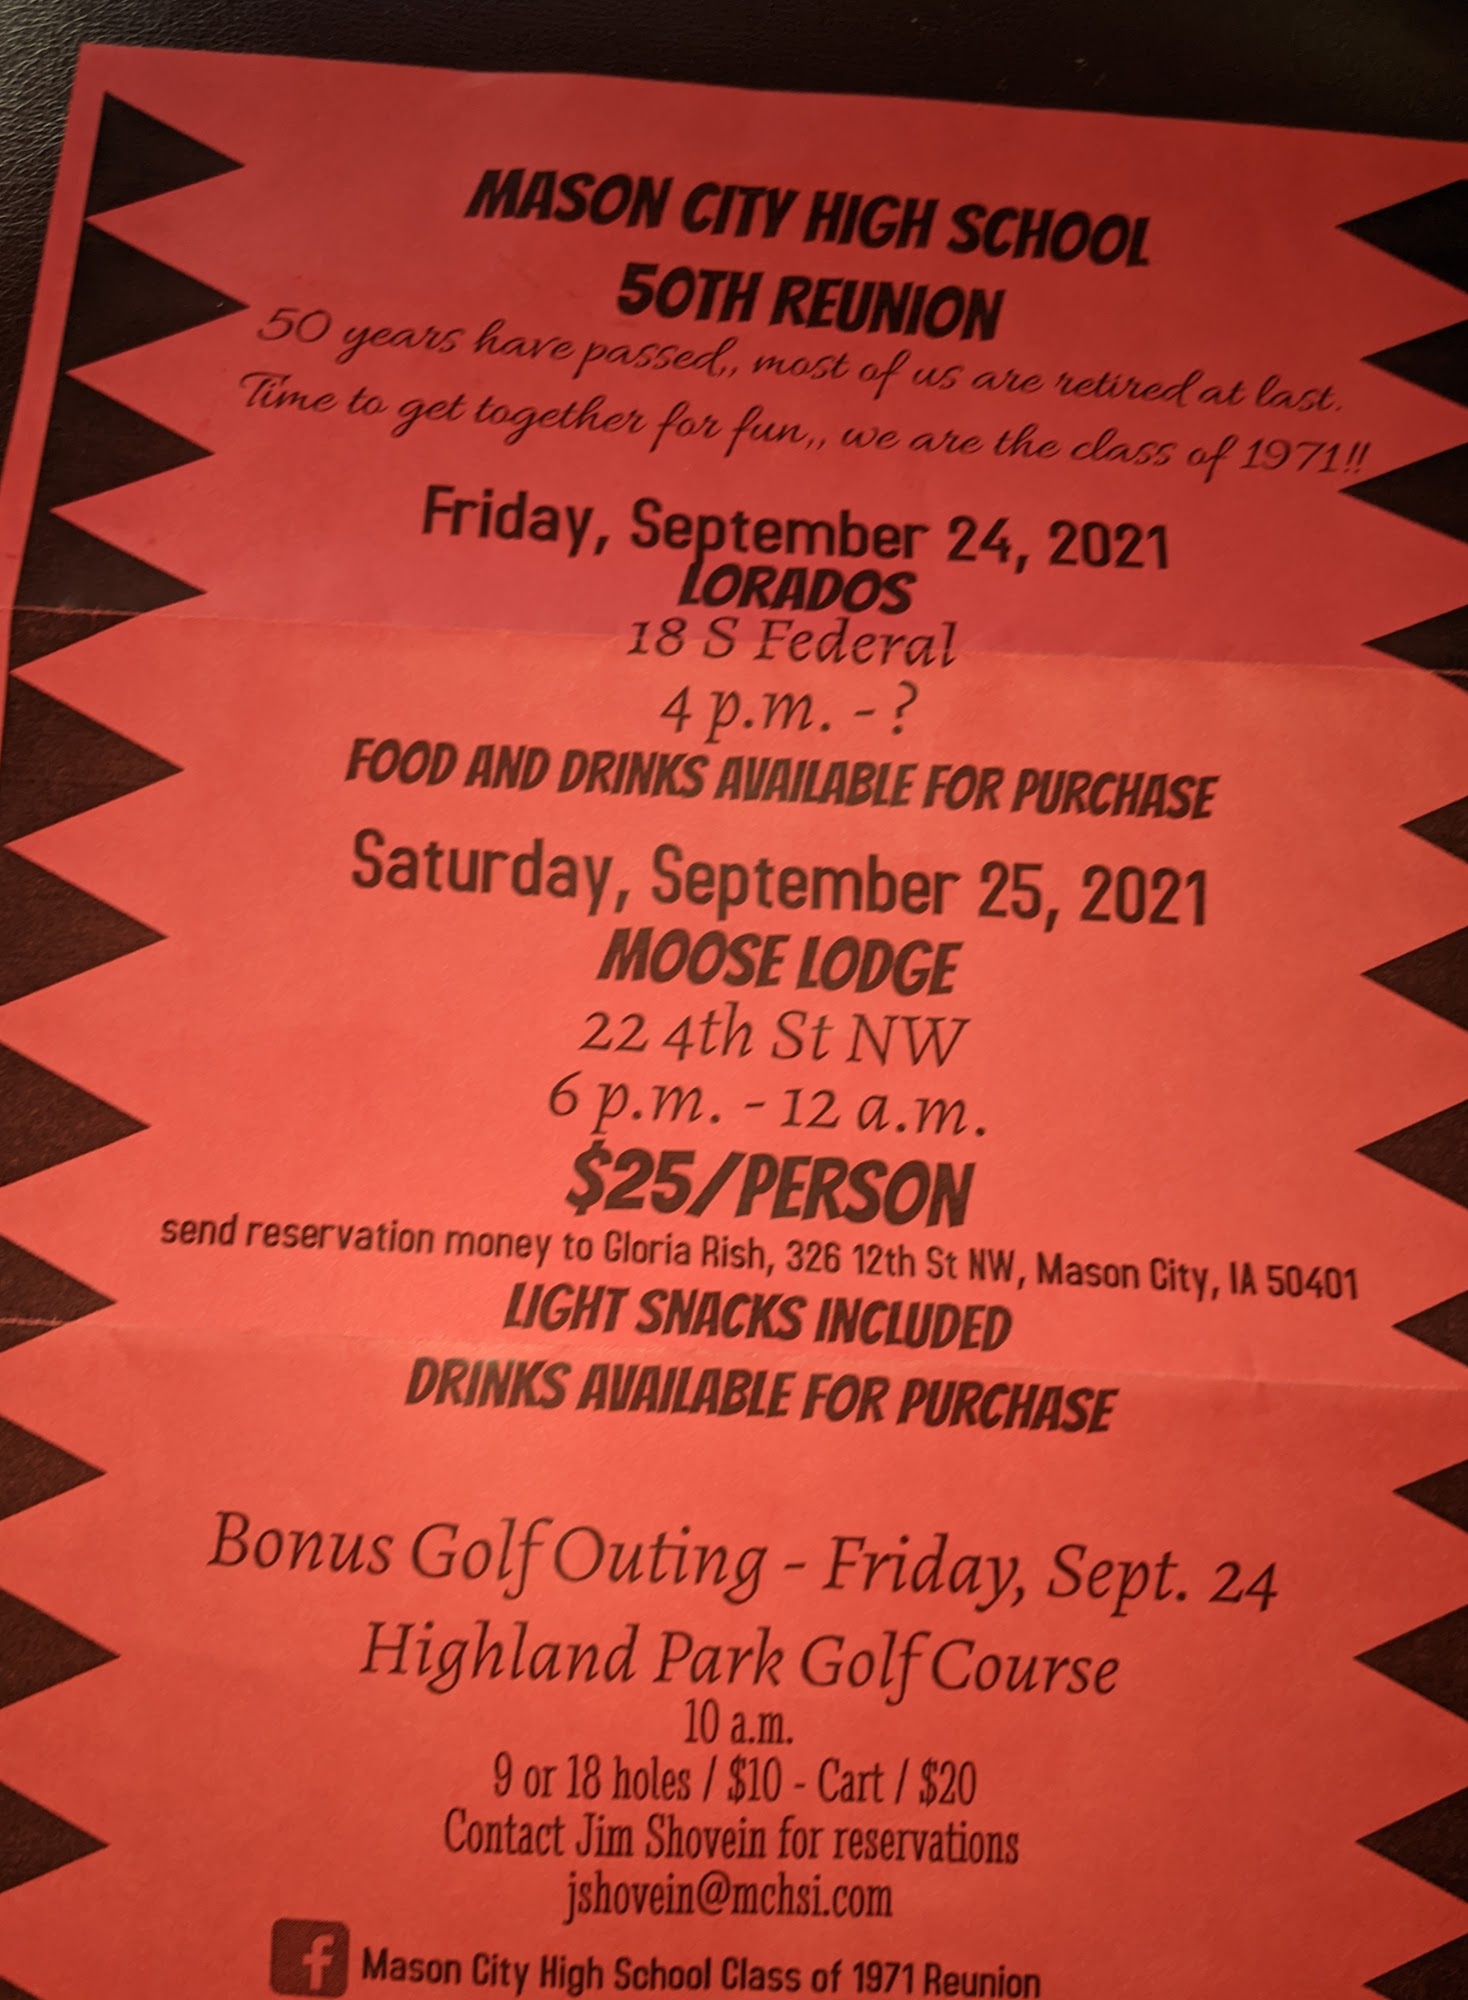 MASON CITY HIGH SCHOOL
50TH REUNION
50 years have passed,, most of us are retired at last.
Time to get together for fun,, we are the class of 1971!!
Friday, September 24, 2021
LORADOS
18 S Federal
4 p.m. - ?
FOOD AND DRINKS AVAILABLE FOR PURCHASE
Saturday, September 25, 2021
MOOSE LODGE
22 4th St NW
6 p.m. - 12 a.m.
$25/PERSON
send reservation money to Gloria Rish, 326 12th St NW, Mason City, IA 50401
LIGHT SNACKS INCLUDED
DRINKS AVAILABLE FOR PURCHASE
Bonus Golf Outing - Friday, Sept. 24
Highland Park Golf Course
10 a.m.
9 or 18 holes / $10 - Cart / $20
Contact Jim Shovein for reservations
jshovein@mchsi.com
f Mason City High School Class of 1971 Reunion